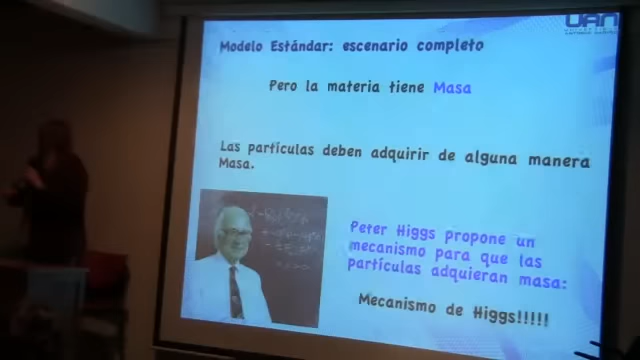 UAN
Modelo Estándar: escenario completo
Pero la materia tiene Masa
Las partículas deben adquirir de alguna manera
Masa.
Peter Higgs propone un
mecanismo para que las
partículas adquieran masa:
Mecanismo de Higgs!!!!!